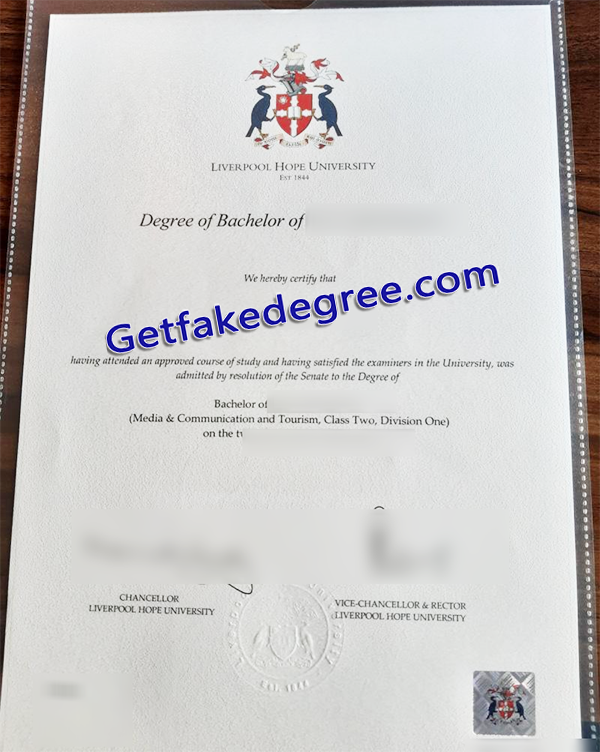 LIVERPOOL HOPE UNIVERSITY
EST 1844
Degree of Bachelor of
We hereby certify that
Getfakedegree.com
having attended an approved course of study and having satisfied the examiners in the University, was
admitted by resolution of the Senate to the Degree of
Bachelor of
(Media & Communication and Tourism, Class Two, Division One)
on the
CHANCELLOR
LIVERPOOL HOPE UNIVERSITY
VICE-CHANCELLOR & RECTOR
LIVERPOOL HOPE UNIVERSITY